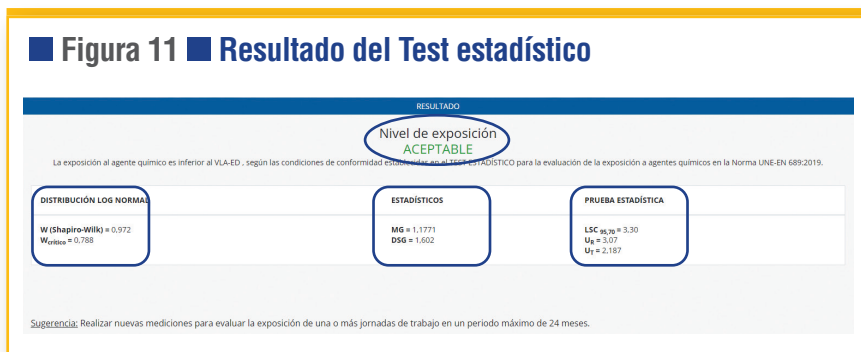 Figura 11 Resultado del Test estadístico
RESULTADO
Nivel de exposición
ACEPTABLE
La exposición al agente químico es inferior al VLA-ED , según las condiciones de conformidad establecidas en el TEST ESTADÍSTICO para la evaluación de la exposición a agentes químicos en la Norma UNE-EN 689:2019.
DISTRIBUCIÓN LOG NORMAL
W (Shapiro-Wilk) = 0,972
Wcrítico = 0,788
ESTADÍSTICOS
MG = 1,1771
DSG = 1,602
PRUEBA ESTADÍSTICA
LSC 95,70 = 3,30
UR = 3,07
UT = 2,187
Sugerencia: Realizar nuevas mediciones para evaluar la exposición de una o más jornadas de trabajo en un periodo máximo de 24 meses.